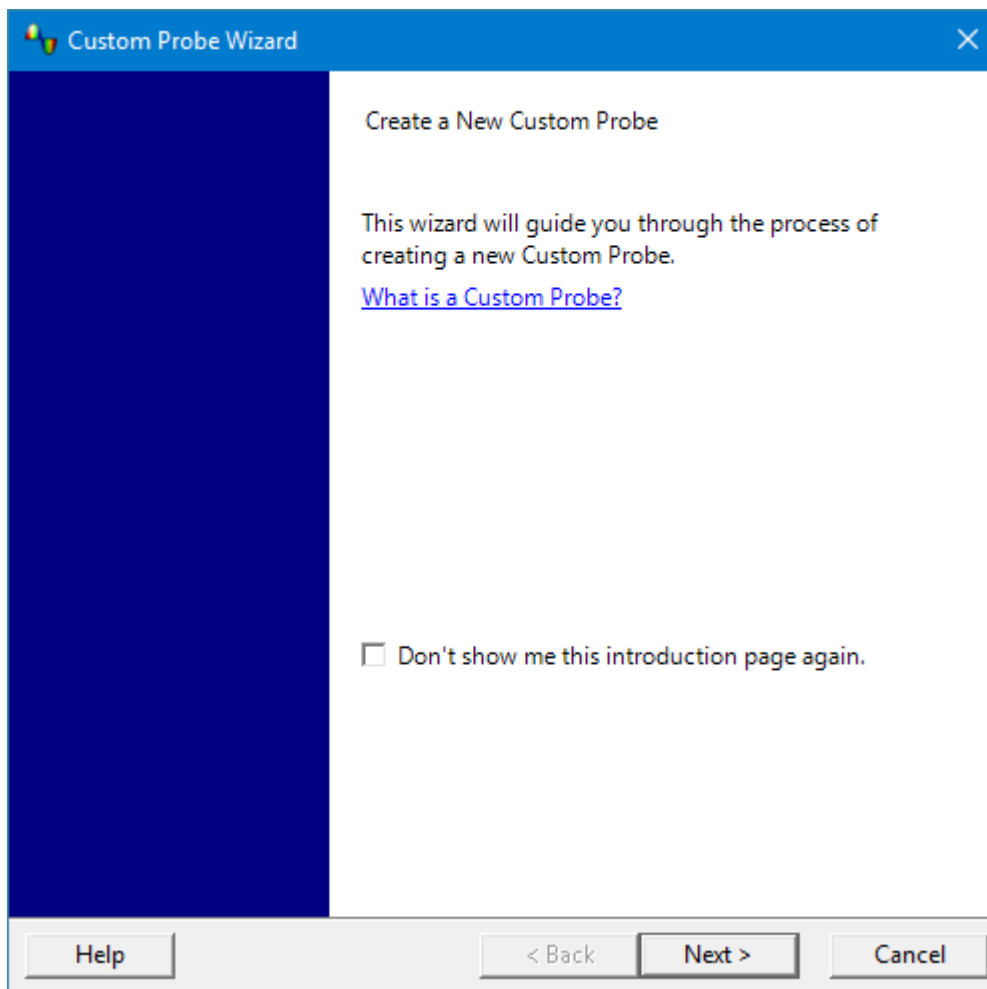 Custom Probe Wizard
Create a New Custom Probe
This wizard will guide you through the process of
creating a new Custom Probe.
What is a Custom Probe?
Don't show me this introduction page again.
Help
< Back
Next >
Cancel